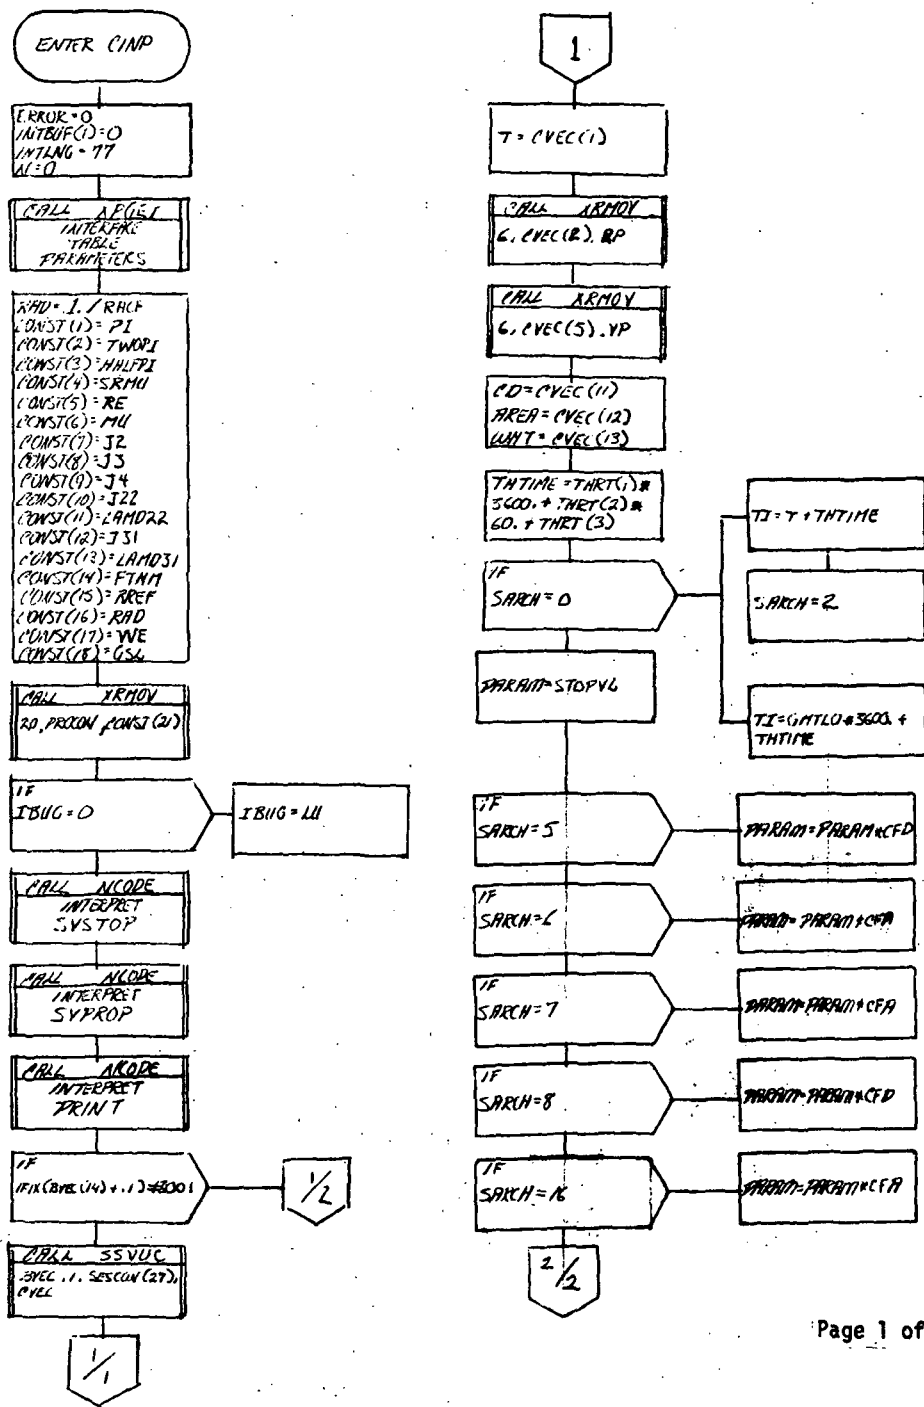 ENTER CINP
ERROR=0
INITBUF(1)=0
INTLNG=77
CALL
INTERFACE
TABLE
PARAMETERS
RAD=1./RACF
CONST(1)=PI
CONST(2)=TWOPI
CONST(3)=HALFPI
CONST(4)=SRMU
CONST(5)=RE
CONST(6)=MU
CONST(7)=J2
CONST(8)=J3
CONST(9)=J4
CONST(10)=J22
CONST(11)=LAMD22
CONST(12)=J31
CONST(13)=LAMD31
CONST(14)=FTNM
CONST(15)=RREF
CONST(16)=RAD
CONST(17)=WE
CONST(18)=GSL
CALL XRMOV
20, PROCON, CONST(21)
IF
IBUG=0
IBUG=LU
CALL NCODE
INTERPRET
SVSTOP
CALL NCODE
INTERPRET
SVPROP
CALL NCODE
INTERPRET
PRINT
IF
IFIX(BVEC(14)+.1)≠3001
1/2
CALL SSVUC
BVEC,1,SESCON(27),
CVEC
1/1
1
T=CVEC(1)
CALL XRMOV
6,CVEC(2),RP
CALL XRMOV
6,CVEC(5),VP
CD=CVEC(11)
AREA=CVEC(12)
WHT=CVEC(13)
THTIME=THRT(1)*
3600.+THRT(2)*
60.+THRT(3)
IF
SARCH=0
TI=T+THTIME
SARCH=2
TI=GMTLO*3600.+
THTIME
PARAM=STOPVL
IF
SARCH=5
PARAM=PARAM*CFD
IF
SARCH=6
PARAM=PARAM*CFA
IF
SARCH=7
PARAM=PARAM*CFA
IF
SARCH=8
PARAM=PARAM*CFD
IF
SARCH=16
PARAM=PARAM*CFA
2/2
Page 1 of